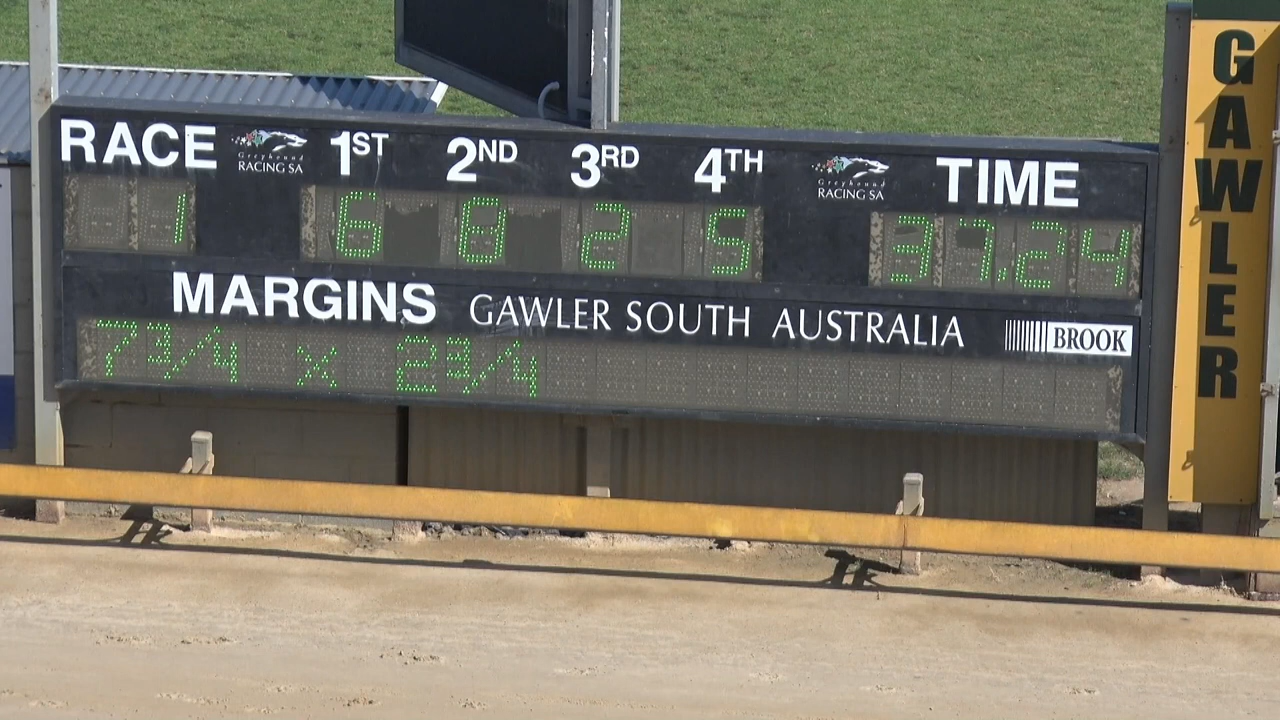 RACE Greyhound RACING SA 1ST 2ND 3RD 4TH Greyhound RACING SA TIME
1 6 8 2 5 37.24
MARGINS GAWLER SOUTH AUSTRALIA BROOK
7 3/4 X 2 3/4
GAWLER